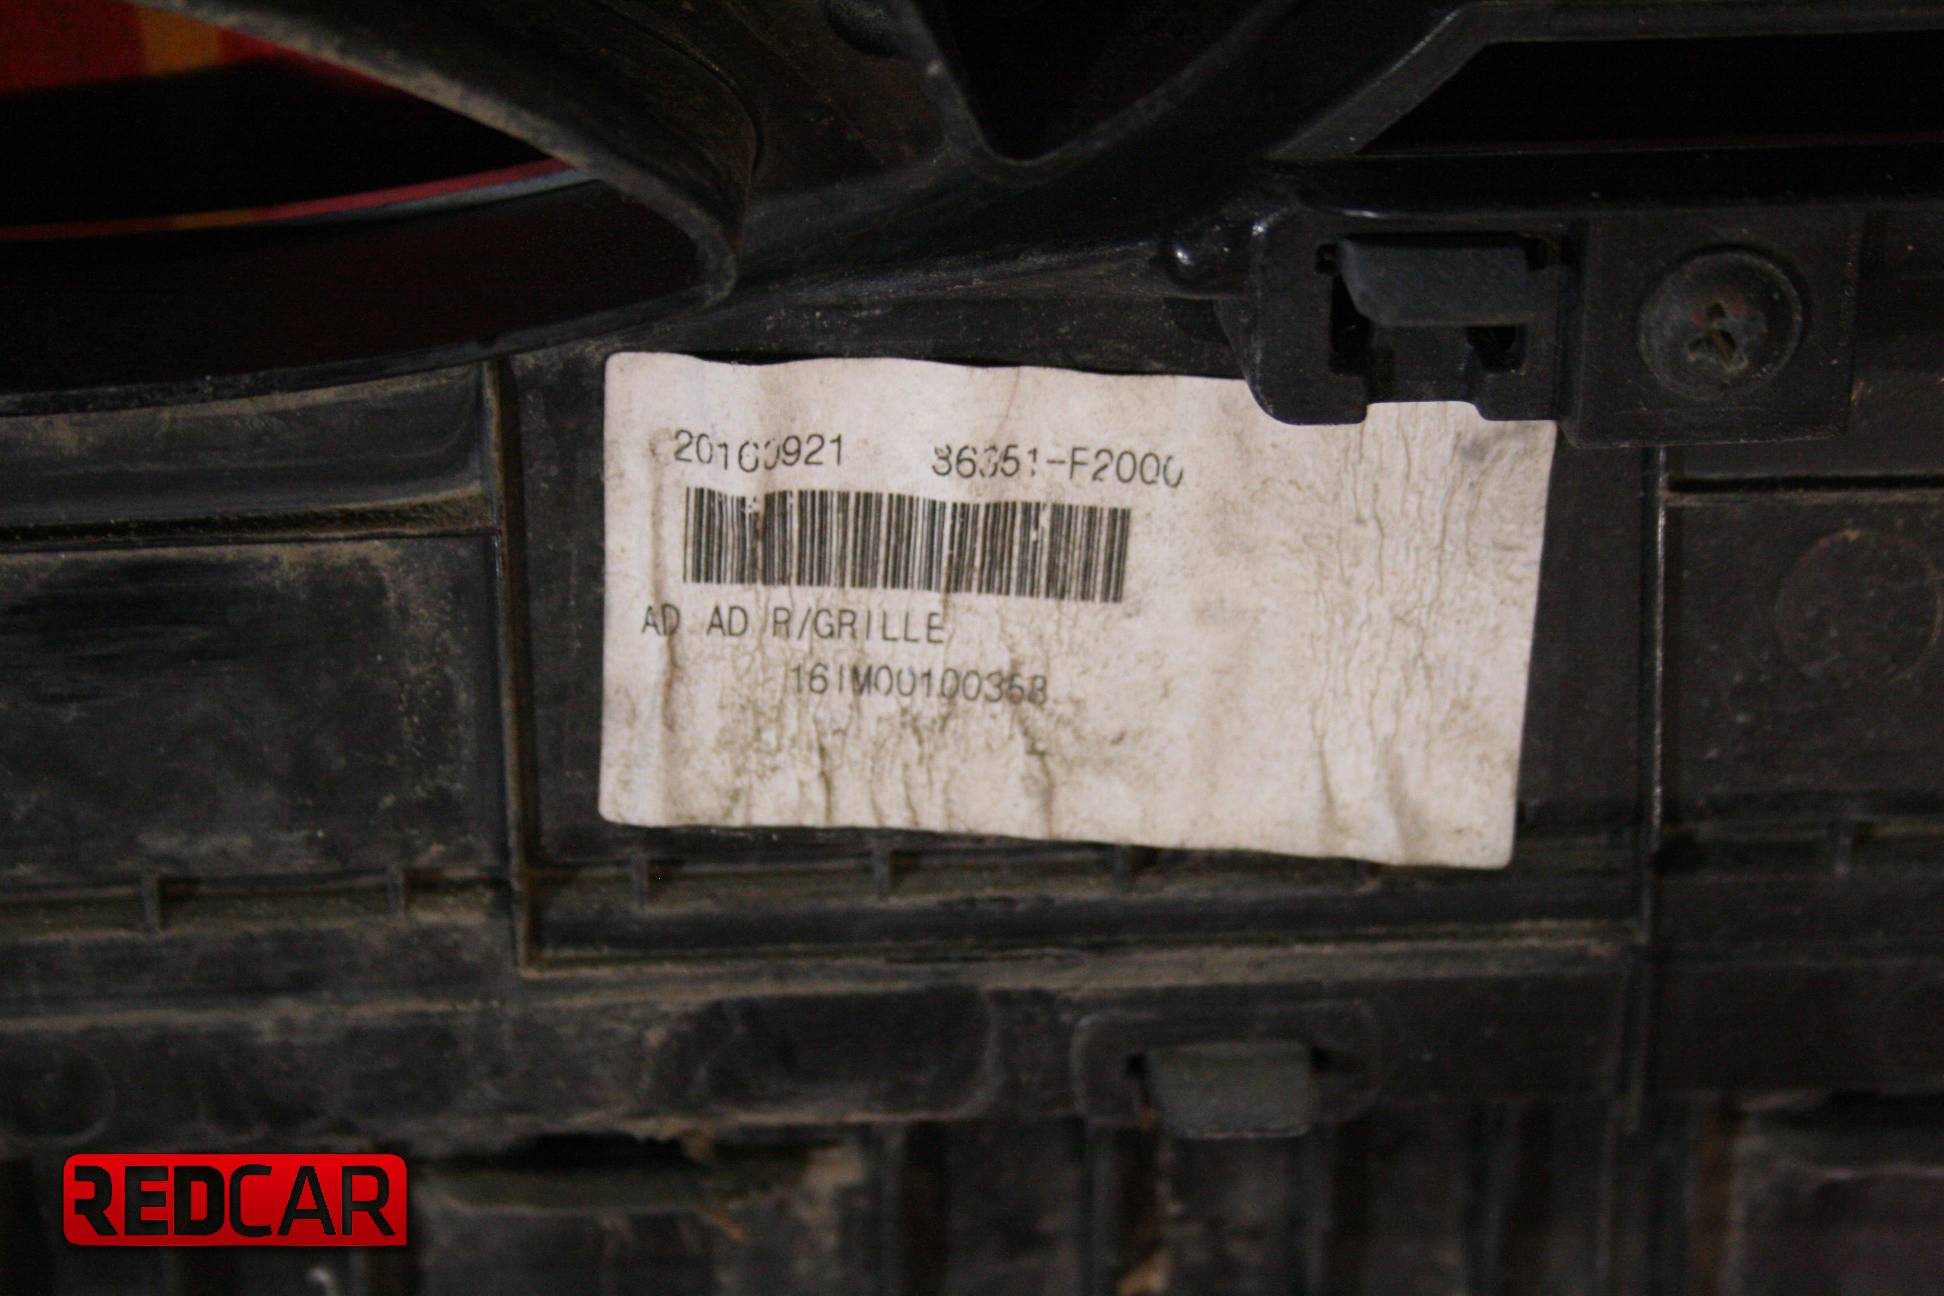 20160921 86351-F2000
AD AD R/GRILLE
16IM00100358
REDCAR